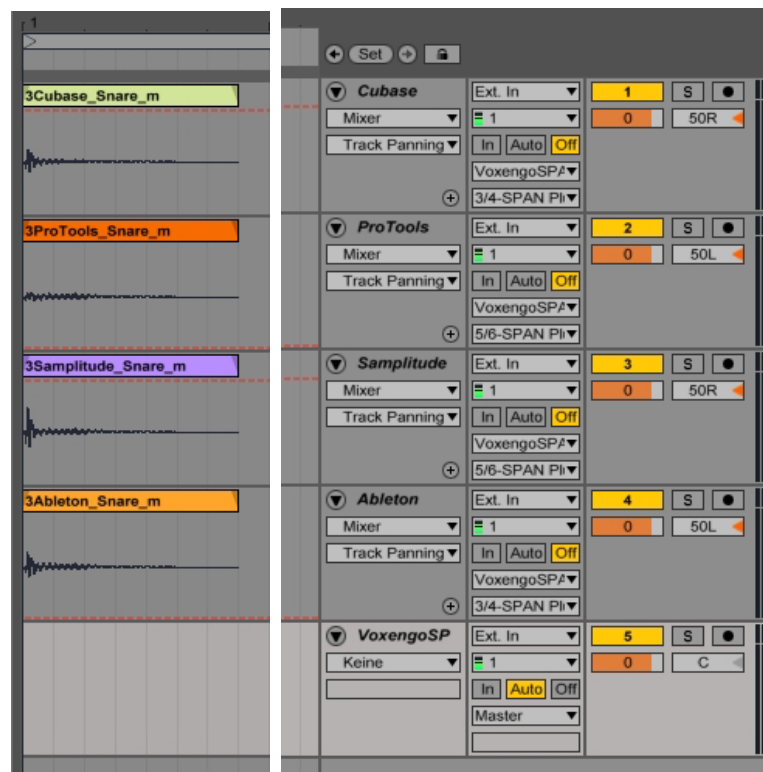 1
Set
3Cubase_Snare_m
Cubase Ext. In 1 S
Mixer 1 0 50R
Track Panning In Auto Off
VoxengoSPA
3/4-SPAN Pli
3ProTools_Snare_m
ProTools Ext. In 2 S
Mixer 1 0 50L
Track Panning In Auto Off
VoxengoSPA
5/6-SPAN Pli
3Samplitude_Snare_m
Samplitude Ext. In 3 S
Mixer 1 0 50R
Track Panning In Auto Off
VoxengoSPA
5/6-SPAN Pli
3Ableton_Snare_m
Ableton Ext. In 4 S
Mixer 1 0 50L
Track Panning In Auto Off
VoxengoSPA
3/4-SPAN Pli
VoxengoSP Ext. In 5 S
Keine 1 0 C
In Auto Off
Master